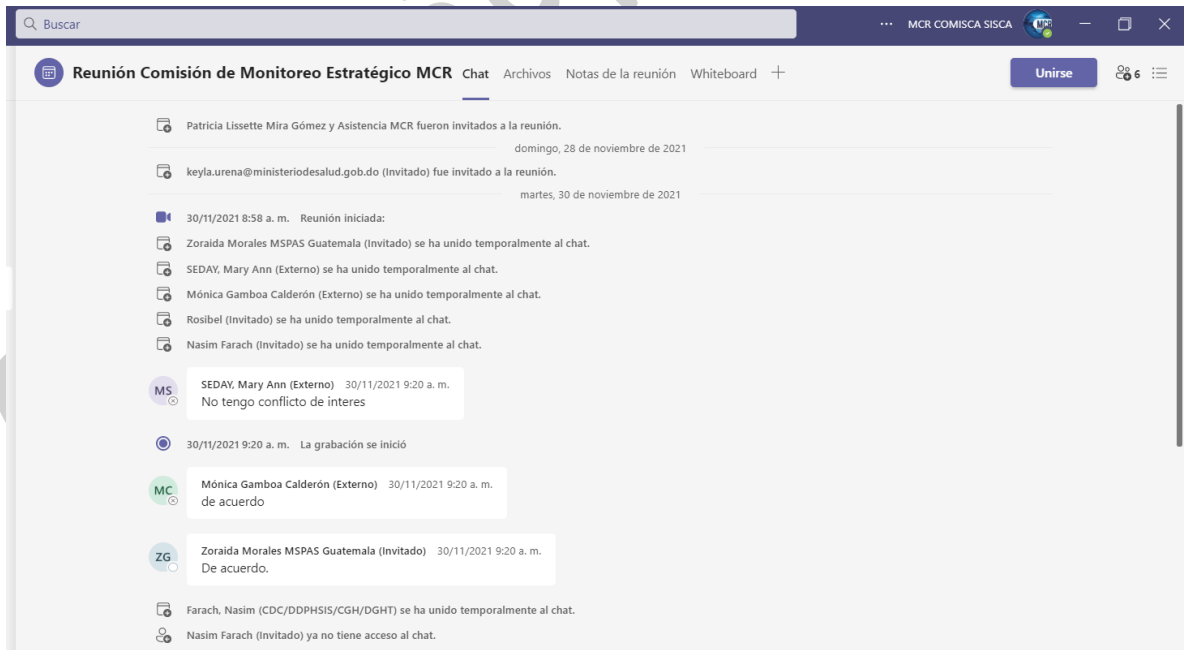 Buscar
MCR COMISCA SISCA
Reunión Comisión de Monitoreo Estratégico MCR Chat Archivos Notas de la reunión Whiteboard
Unirse
6
Patricia Lissette Mira Gómez y Asistencia MCR fueron invitados a la reunión.
domingo, 28 de noviembre de 2021
keyla.urena@ministeriodesalud.gob.do (Invitado) fue invitado a la reunión.
martes, 30 de noviembre de 2021
30/11/2021 8:58 a. m. Reunión iniciada:
Zoraida Morales MSPAS Guatemala (Invitado) se ha unido temporalmente al chat.
SEDAY, Mary Ann (Externo) se ha unido temporalmente al chat.
Mónica Gamboa Calderón (Externo) se ha unido temporalmente al chat.
Rosibel (Invitado) se ha unido temporalmente al chat.
Nasim Farach (Invitado) se ha unido temporalmente al chat.
MS
SEDAY, Mary Ann (Externo) 30/11/2021 9:20 a. m.
No tengo conflicto de interes
30/11/2021 9:20 a. m. La grabación se inició
MC
Mónica Gamboa Calderón (Externo) 30/11/2021 9:20 a. m.
de acuerdo
ZG
Zoraida Morales MSPAS Guatemala (Invitado) 30/11/2021 9:20 a. m.
De acuerdo.
Farach, Nasim (CDC/DDPHSIS/CGH/DGHT) se ha unido temporalmente al chat.
Nasim Farach (Invitado) ya no tiene acceso al chat.